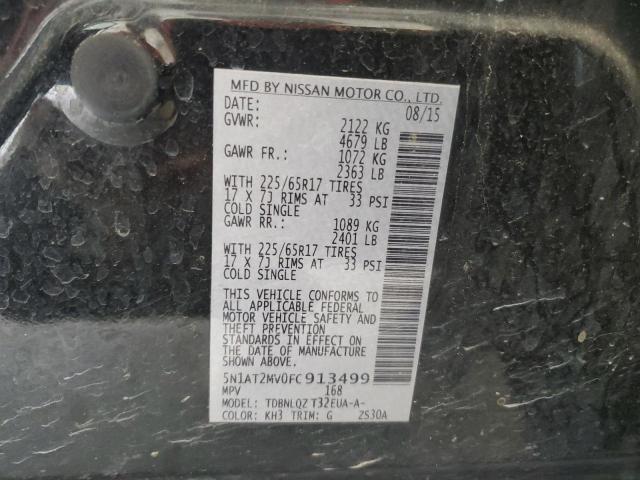 MFD BY NISSAN MOTOR CO., LTD.
DATE: 08/15
GVWR: 2122 KG
4679 LB
GAWR FR.: 1072 KG
2363 LB
WITH 225/65R17 TIRES
17 X 7J RIMS AT 33 PSI
COLD SINGLE
GAWR RR.: 1089 KG
2401 LB
WITH 225/65R17 TIRES
17 X 7J RIMS AT 33 PSI
COLD SINGLE
THIS VEHICLE CONFORMS TO
ALL APPLICABLE FEDERAL
MOTOR VEHICLE SAFETY AND
THEFT PREVENTION
STANDARDS IN EFFECT ON
THE DATE OF MANUFACTURE
SHOWN ABOVE.
5N1AT2MV0FC913499
MPV 168
MODEL: TDBNLQZ T32EUA-A-
COLOR: KH3 TRIM: G ZS30A